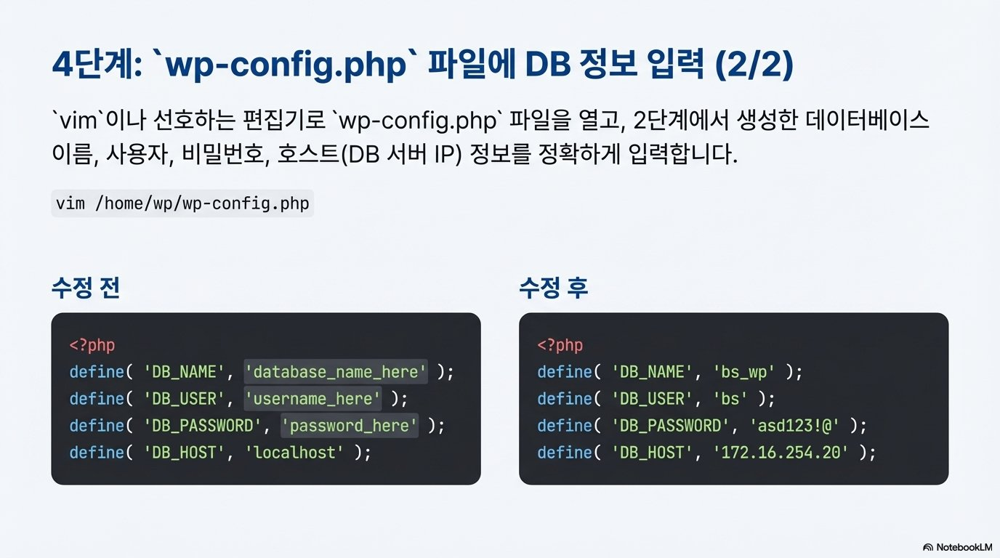 4단계: `wp-config.php` 파일에 DB 정보 입력 (2/2)
`vim`이나 선호하는 편집기로 `wp-config.php` 파일을 열고, 2단계에서 생성한 데이터베이스
이름, 사용자, 비밀번호, 호스트(DB 서버 IP) 정보를 정확하게 입력합니다.
vim /home/wp/wp-config.php
수정 전
<?php
define( 'DB_NAME', 'database_name_here' );
define( 'DB_USER', 'username_here' );
define( 'DB_PASSWORD', 'password_here' );
define( 'DB_HOST', 'localhost' );
수정 후
<?php
define( 'DB_NAME', 'bs_wp' );
define( 'DB_USER', 'bs' );
define( 'DB_PASSWORD', 'asd123!@' );
define( 'DB_HOST', '172.16.254.20' );
NotebookLM